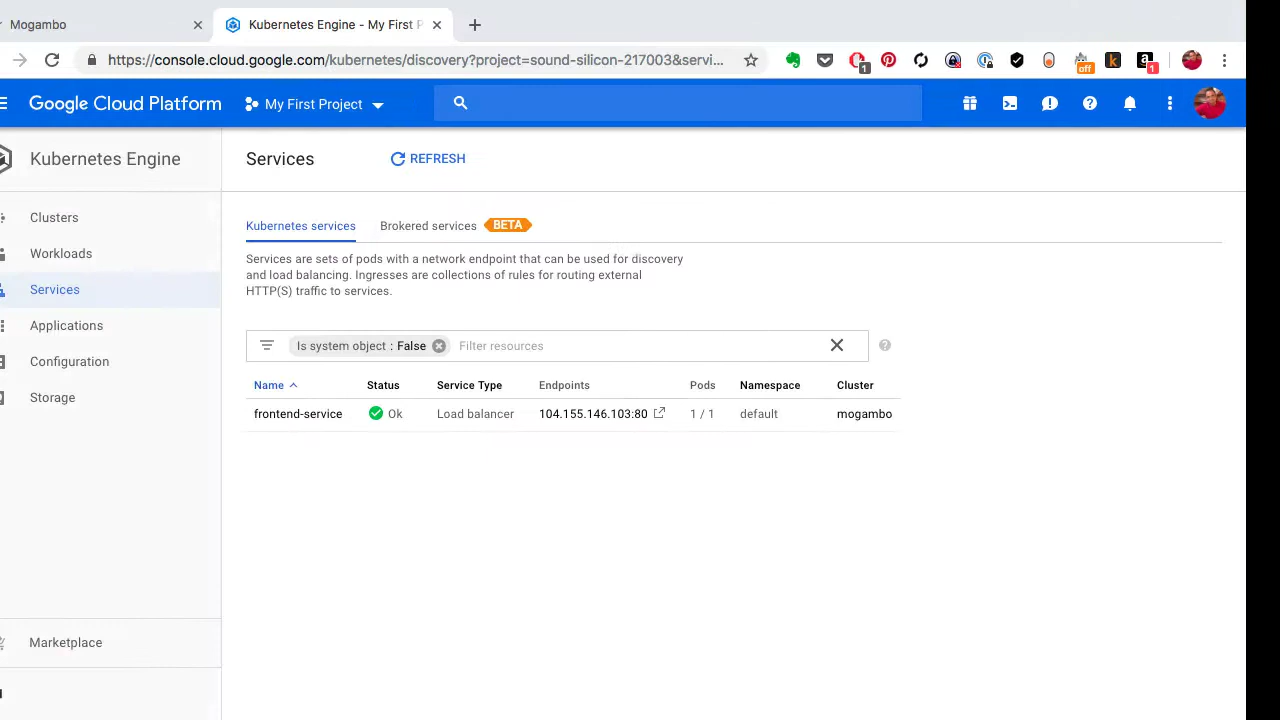 Mogambo
Kubernetes Engine - My First P
https://console.cloud.google.com/kubernetes/discovery?project=sound-silicon-217003&servi...
1
off
k
a
1
Google Cloud Platform
My First Project
Kubernetes Engine
Services
REFRESH
Clusters
Workloads
Services
Applications
Configuration
Storage
Marketplace
Kubernetes services
Brokered services
BETA
Services are sets of pods with a network endpoint that can be used for discovery
and load balancing. Ingresses are collections of rules for routing external
HTTP(S) traffic to services.
Is system object : False
Filter resources
Name Status Service Type Endpoints Pods Namespace Cluster
frontend-service Ok Load balancer 104.155.146.103:80 1 / 1 default mogambo